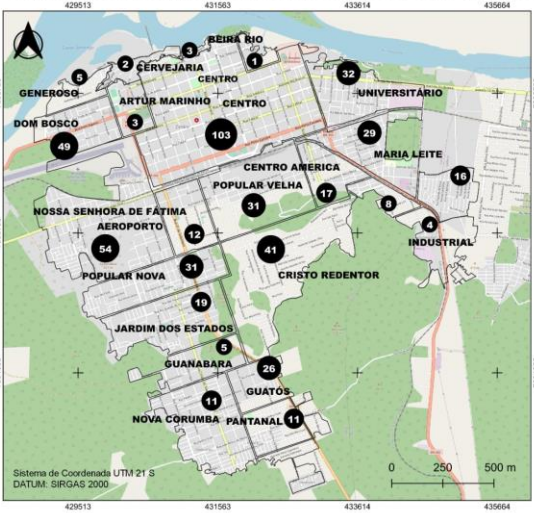 429513 431563 433614 435664
BEIRA RIO
3
1
2
CERVEJARIA
5
CENTRO
32
GENEROSO
UNIVERSITÁRIO
ARTUR MARINHO
CENTRO
DOM BOSCO
3
103
29
49
MARIA LEITE
CENTRO AMERICA
16
POPULAR VELHA
17
31
8
NOSSA SENHORA DE FÁTIMA
AEROPORTO
12
4
54
41
INDUSTRIAL
31
POPULAR NOVA
CRISTO REDENTOR
19
JARDIM DOS ESTADOS
5
GUANABARA
26
GUATÓS
11
NOVA CORUMBA
PANTANAL
11
Sistema de Coordenada UTM 21 S
DATUM: SIRGAS 2000
0 250 500 m
429513 431563 433614 435664